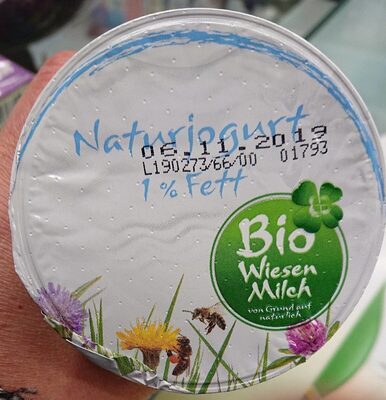 Naturjogurt
06.11.2019
L190273/66/00 01793
1% Fett
Bio
Wiesen
Milch
von Grund auf
natürlich